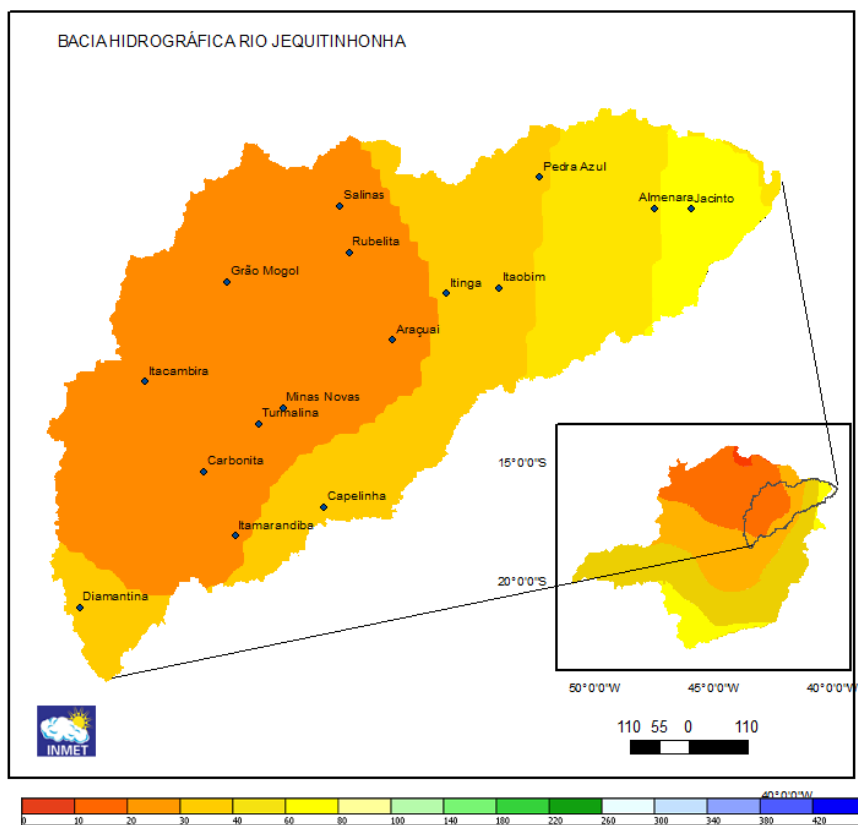 BACIA HIDROGRÁFICA RIO JEQUITINHONHA
Pedra Azul
Salinas
Almenara
Jacinto
Rubelita
Grão Mogol
Itinga
Itaobim
Araçuai
Itacambira
Minas Novas
Turmalina
15°0'0"S
Carbonita
Capelinha
Itamarandiba
20°0'0"S
Diamantina
50°0'0"W 45°0'0"W 40°0'0"W
110 55 0 110
INMET
40°0'0"W
0 10 20 30 40 60 80 100 140 180 220 260 300 340 380 420